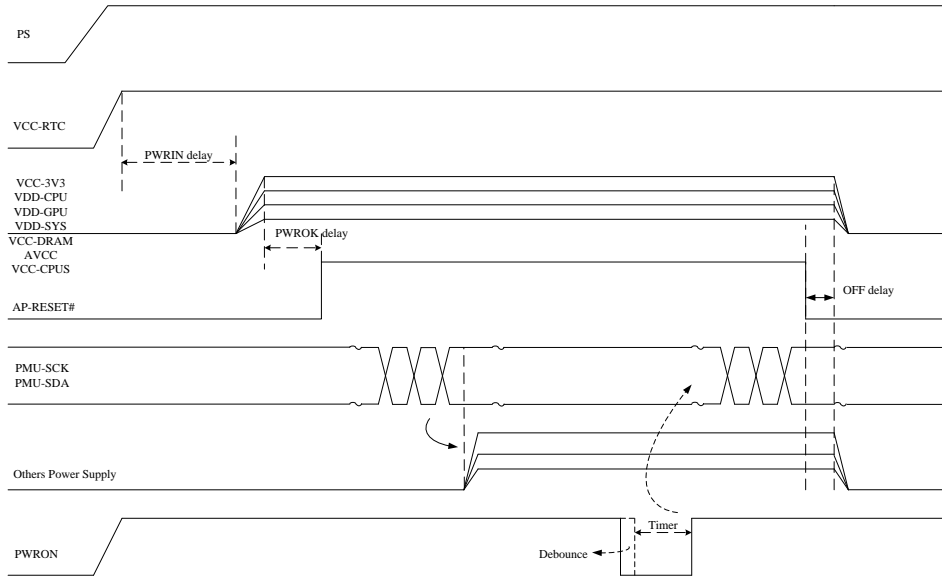 PS
VCC-RTC
PWRIN delay
VCC-3V3
VDD-CPU
VDD-GPU
VDD-SYS
VCC-DRAM
AVCC
VCC-CPUS
PWROK delay
OFF delay
AP-RESET#
PMU-SCK
PMU-SDA
Others Power Supply
Timer
PWRON
Debounce